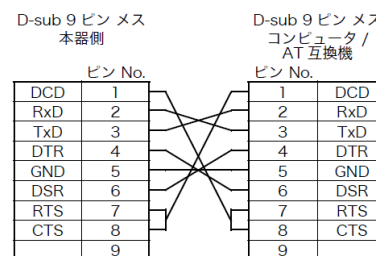 D-sub 9 ピン メス
本器側
D-sub 9 ピン メス
コンピュータ /
AT 互換機
ピン No.
ピン No.
DCD 1 1 DCD
RxD 2 2 RxD
TxD 3 3 TxD
DTR 4 4 DTR
GND 5 5 GND
DSR 6 6 DSR
RTS 7 7 RTS
CTS 8 8 CTS
9 9